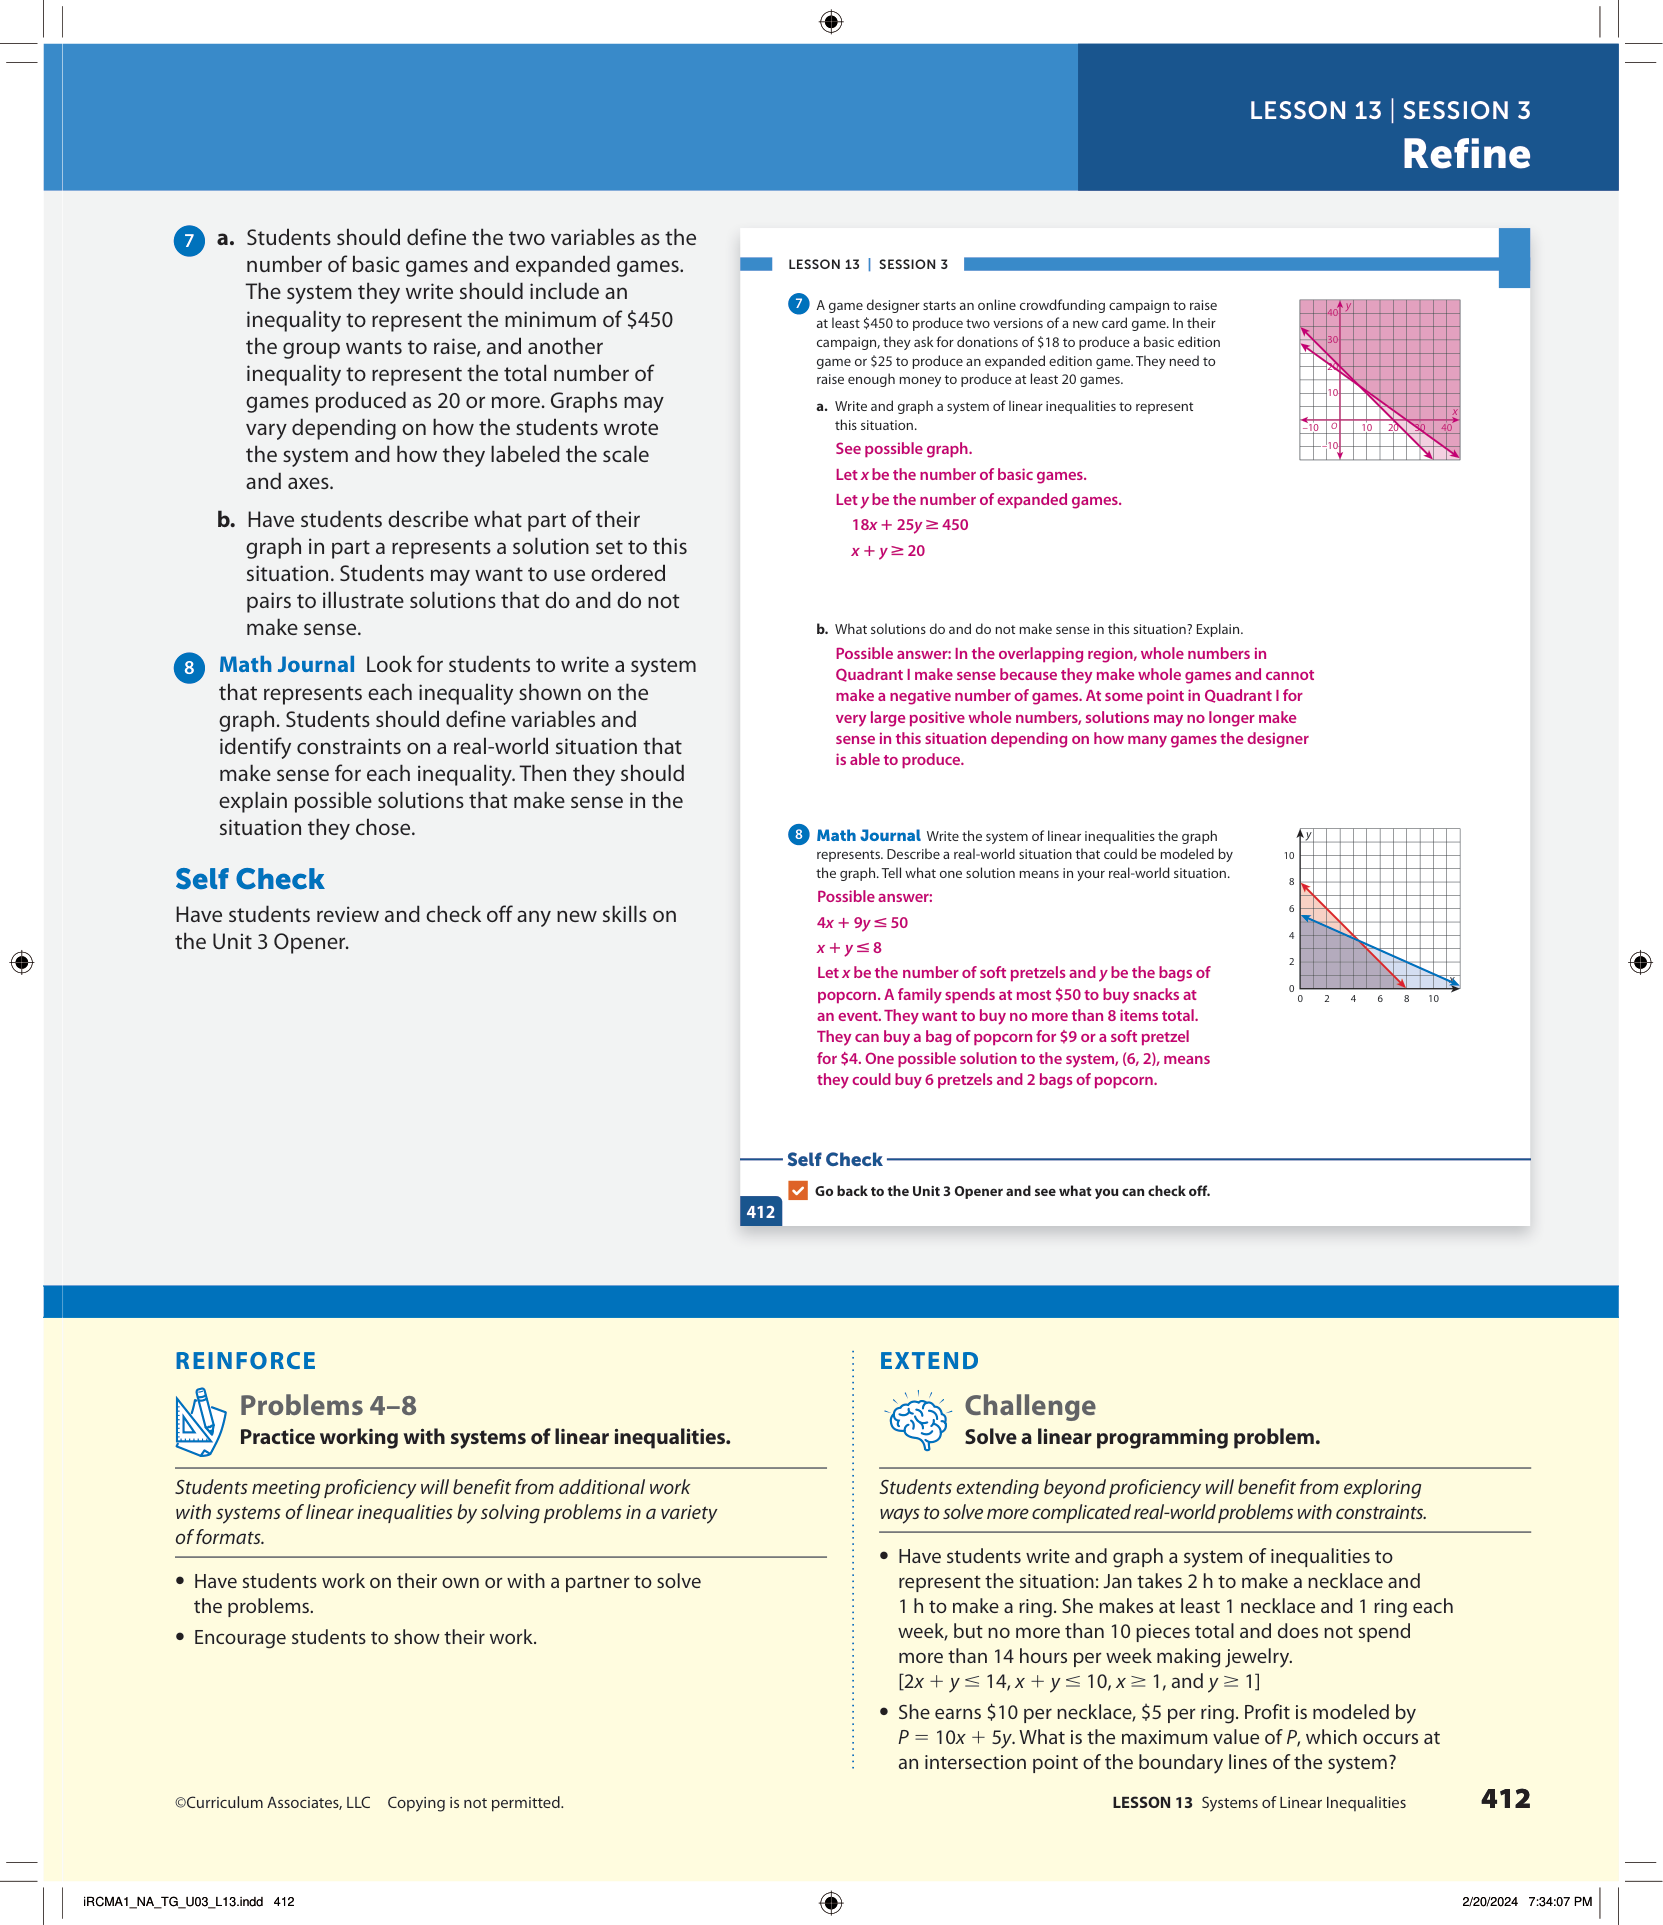 LESSON 13 | SESSION 3
Refine
7 a. Students should define the two variables as the
number of basic games and expanded games.
The system they write should include an
inequality to represent the minimum of $450
the group wants to raise, and another
inequality to represent the total number of
games produced as 20 or more. Graphs may
vary depending on how the students wrote
the system and how they labeled the scale
and axes.
b. Have students describe what part of their
graph in part a represents a solution set to this
situation. Students may want to use ordered
pairs to illustrate solutions that do and do not
make sense.
8 Math Journal Look for students to write a system
that represents each inequality shown on the
graph. Students should define variables and
identify constraints on a real-world situation that
make sense for each inequality. Then they should
explain possible solutions that make sense in the
situation they chose.
Self Check
Have students review and check off any new skills on
the Unit 3 Opener.
LESSON 13 | SESSION 3
7 A game designer starts an online crowdfunding campaign to raise
at least $450 to produce two versions of a new card game. In their
campaign, they ask for donations of $18 to produce a basic edition
game or $25 to produce an expanded edition game. They need to
raise enough money to produce at least 20 games.
a. Write and graph a system of linear inequalities to represent
this situation.
See possible graph.
Let x be the number of basic games.
Let y be the number of expanded games.
18x + 25y ≥ 450
x + y ≥ 20
y
40
30
20
10
x
–10 O 10 20 30 40
–10
b. What solutions do and do not make sense in this situation? Explain.
Possible answer: In the overlapping region, whole numbers in
Quadrant I make sense because they make whole games and cannot
make a negative number of games. At some point in Quadrant I for
very large positive whole numbers, solutions may no longer make
sense in this situation depending on how many games the designer
is able to produce.
8 Math Journal Write the system of linear inequalities the graph
represents. Describe a real-world situation that could be modeled by
the graph. Tell what one solution means in your real-world situation.
Possible answer:
4x + 9y ≤ 50
x + y ≤ 8
Let x be the number of soft pretzels and y be the bags of
popcorn. A family spends at most $50 to buy snacks at
an event. They want to buy no more than 8 items total.
They can buy a bag of popcorn for $9 or a soft pretzel
for $4. One possible solution to the system, (6, 2), means
they could buy 6 pretzels and 2 bags of popcorn.
y
10
8
6
4
2
x
0
0 2 4 6 8 10
Self Check
Go back to the Unit 3 Opener and see what you can check off.
412
REINFORCE
Problems 4–8
Practice working with systems of linear inequalities.
Students meeting proficiency will benefit from additional work
with systems of linear inequalities by solving problems in a variety
of formats.
• Have students work on their own or with a partner to solve
the problems.
• Encourage students to show their work.
EXTEND
Challenge
Solve a linear programming problem.
Students extending beyond proficiency will benefit from exploring
ways to solve more complicated real-world problems with constraints.
• Have students write and graph a system of inequalities to
represent the situation: Jan takes 2 h to make a necklace and
1 h to make a ring. She makes at least 1 necklace and 1 ring each
week, but no more than 10 pieces total and does not spend
more than 14 hours per week making jewelry.
[2x + y ≤ 14, x + y ≤ 10, x ≥ 1, and y ≥ 1]
• She earns $10 per necklace, $5 per ring. Profit is modeled by
P = 10x + 5y. What is the maximum value of P, which occurs at
an intersection point of the boundary lines of the system?
©Curriculum Associates, LLC Copying is not permitted.
LESSON 13 Systems of Linear Inequalities 412
iRCMA1_NA_TG_U03_L13.indd 412
2/20/2024 7:34:07 PM